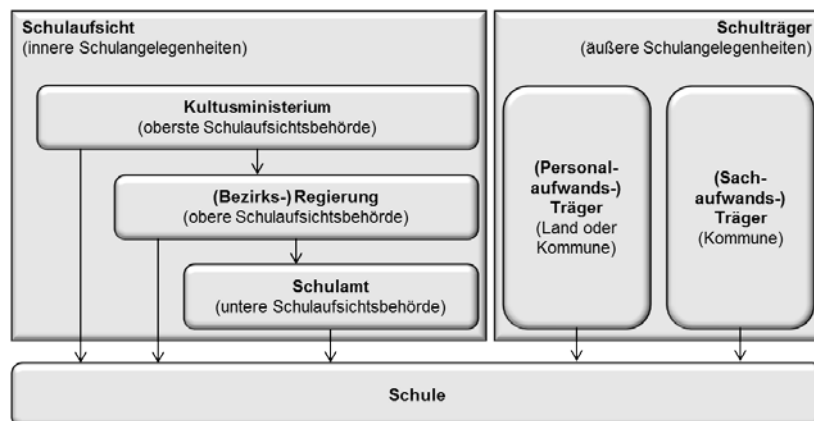 Schulaufsicht
(innere Schulangelegenheiten)
Kultusministerium
(oberste Schulaufsichtsbehörde)
(Bezirks-) Regierung
(obere Schulaufsichtsbehörde)
Schulamt
(untere Schulaufsichtsbehörde)
Schulträger
(äußere Schulangelegenheiten)
(Personal-
aufwands-)
Träger
(Land oder
Kommune)
(Sach-
aufwands-)
Träger
(Kommune)
Schule